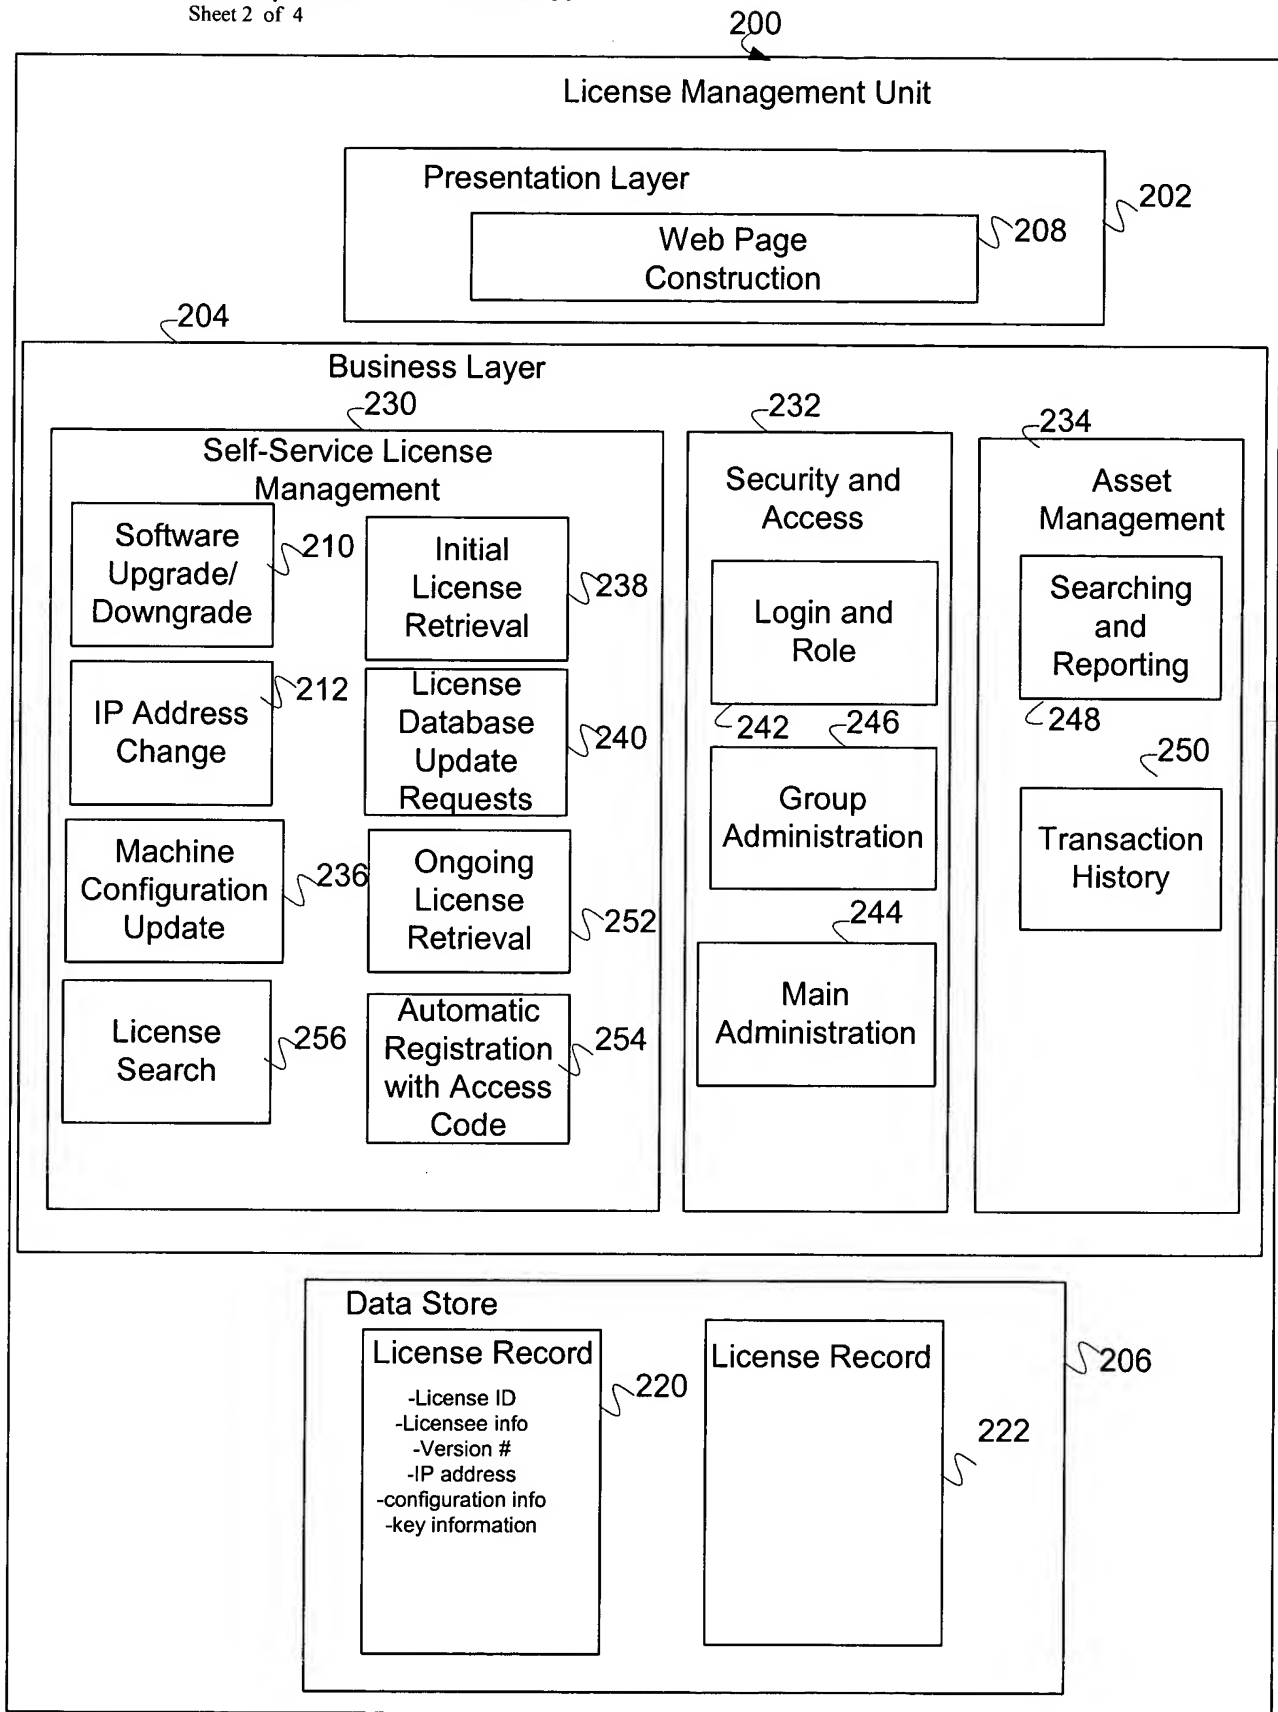 Sheet 2 of 4
200
License Management Unit
Presentation Layer
202
Web Page
Construction
208
204
Business Layer
230
Self-Service License
Management
Software
Upgrade/
Downgrade
210
Initial
License
Retrieval
238
IP Address
Change
212
License
Database
Update
Requests
240
Machine
Configuration
Update
236
Ongoing
License
Retrieval
252
License
Search
256
Automatic
Registration
with Access
Code
254
232
Security and
Access
Login and
Role
242
246
Group
Administration
244
Main
Administration
234
Asset
Management
Searching
and
Reporting
248
250
Transaction
History
Data Store
206
License Record
-License ID
-Licensee info
-Version #
-IP address
-configuration info
-key information
220
License Record
222